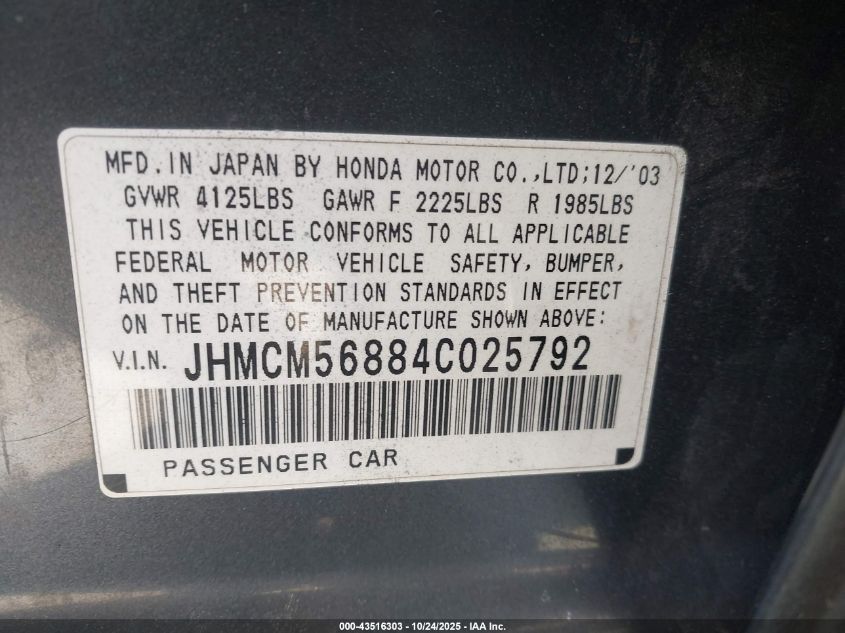 MFD.IN JAPAN BY HONDA MOTOR CO.,LTD;12/'03
GVWR 4125LBS GAWR F 2225LBS R 1985LBS
THIS VEHICLE CONFORMS TO ALL APPLICABLE
FEDERAL MOTOR VEHICLE SAFETY, BUMPER,
AND THEFT PREVENTION STANDARDS IN EFFECT
ON THE DATE OF MANUFACTURE SHOWN ABOVE:
V.I.N. JHMCM56884C025792
PASSENGER CAR
000-43516303 - 10/24/2025 - IAA Inc.